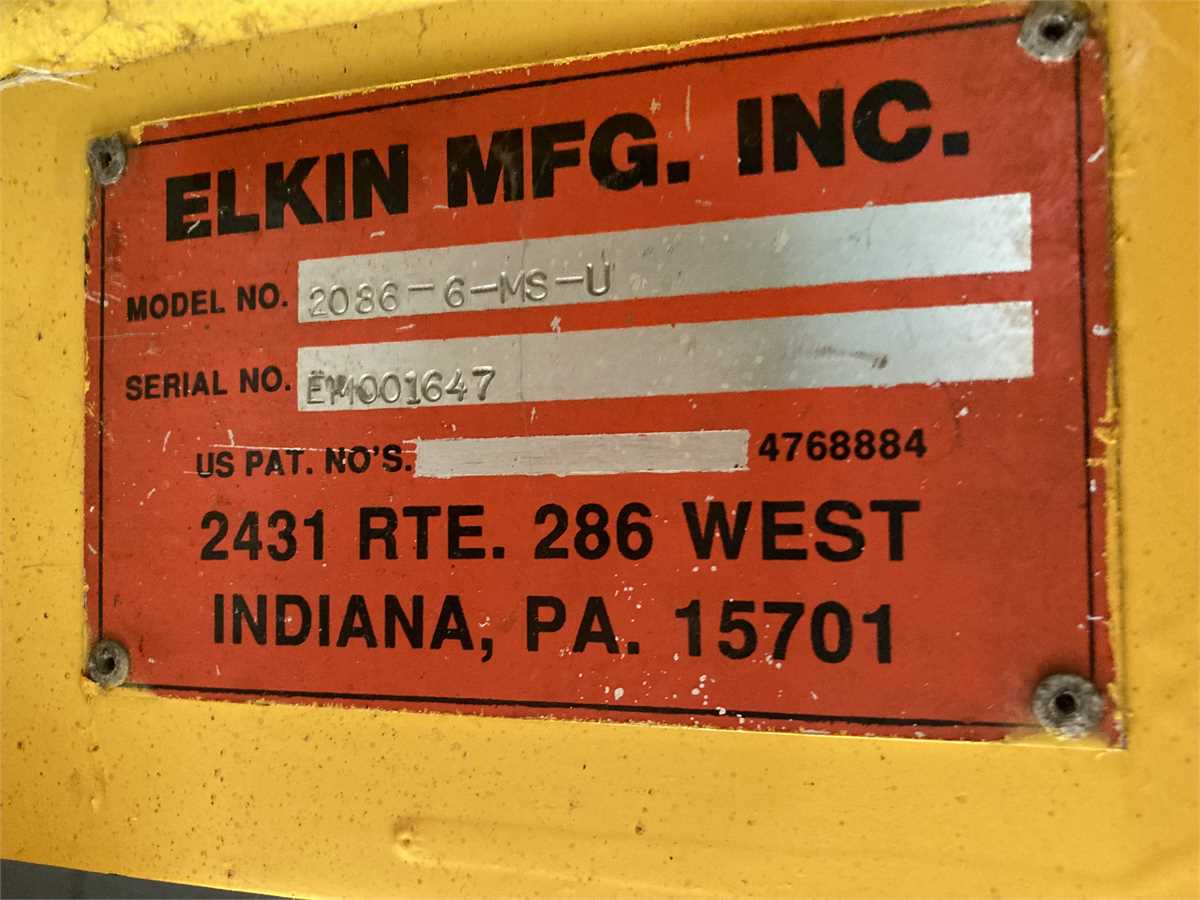 ELKIN MFG. INC.
MODEL NO. 2086-6-MS-U
SERIAL NO. EM001647
US PAT. NO'S. 4768884
2431 RTE. 286 WEST
INDIANA, PA. 15701